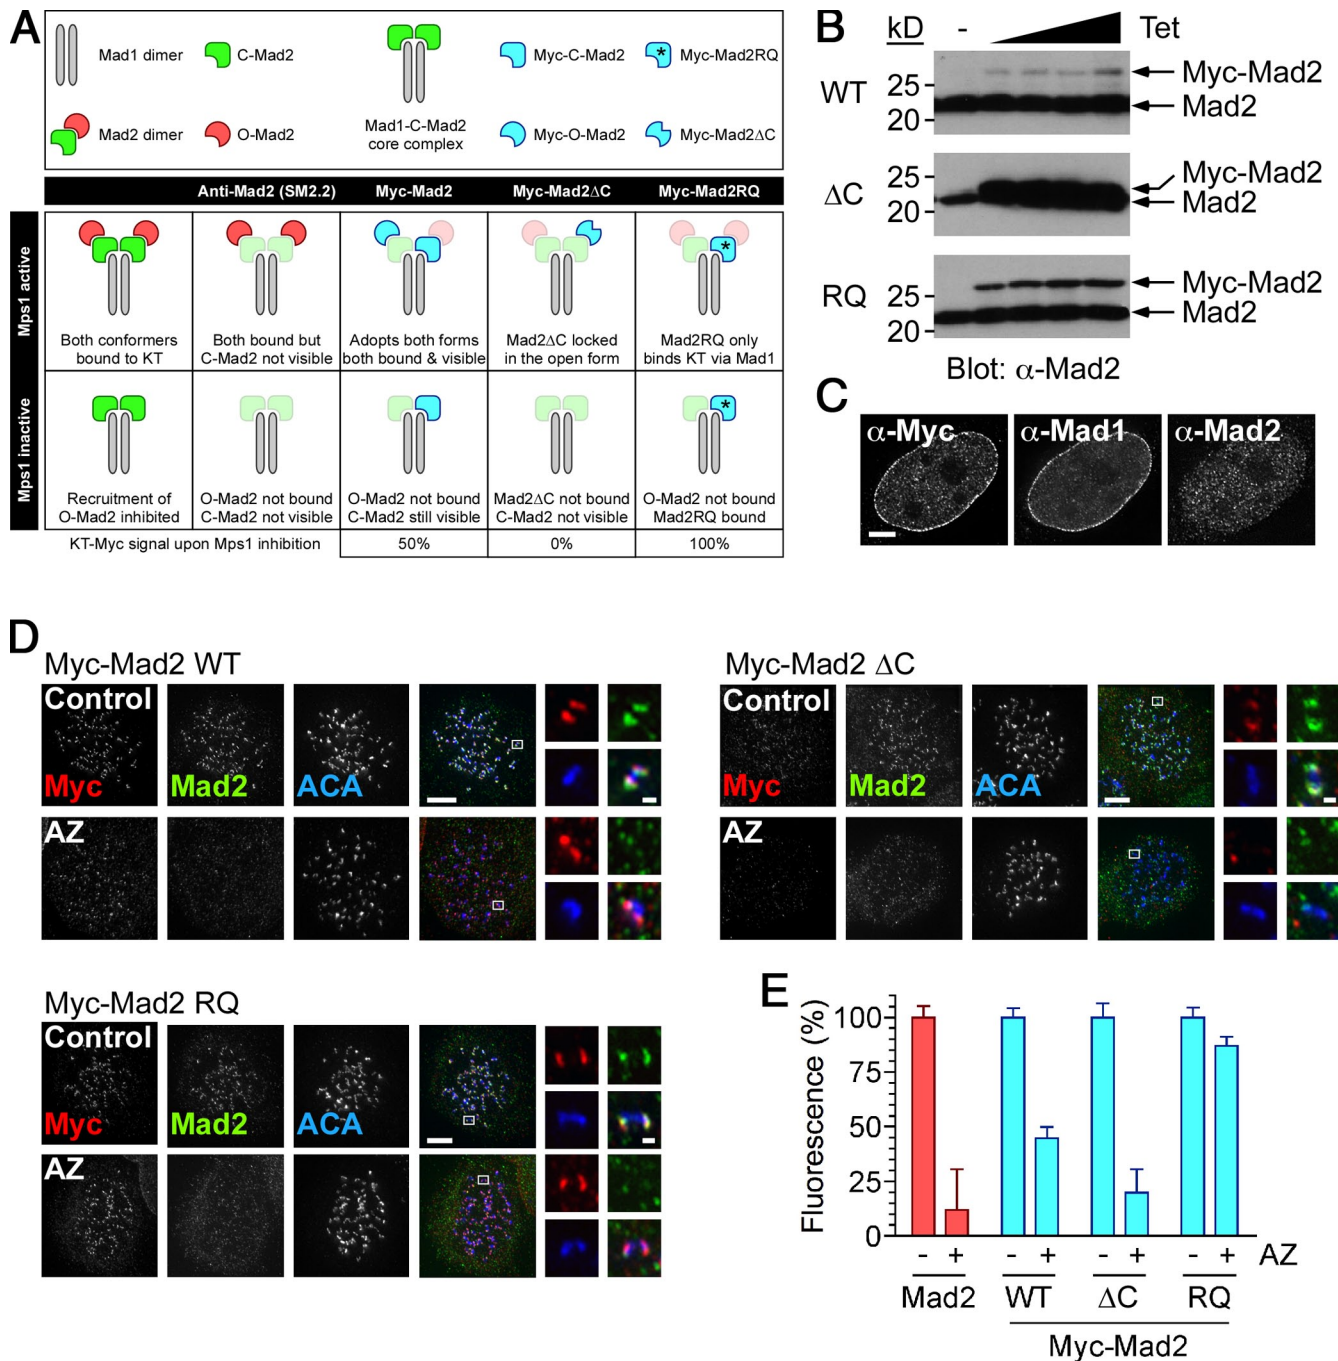 A
Mad1 dimer
C-Mad2
Myc-C-Mad2
*
Myc-Mad2RQ
Mad2 dimer
O-Mad2
Mad1-C-Mad2
core complex
Myc-O-Mad2
Myc-Mad2ΔC
Anti-Mad2 (SM2.2)
Myc-Mad2
Myc-Mad2ΔC
Myc-Mad2RQ
Mps1 active
*
Both conformers
bound to KT
Both bound but
C-Mad2 not visible
Adopts both forms
both bound & visible
Mad2ΔC locked
in the open form
Mad2RQ only
binds KT via Mad1
Mps1 inactive
*
Recruitment of
O-Mad2 inhibited
O-Mad2 not bound
C-Mad2 not visible
O-Mad2 not bound
C-Mad2 still visible
Mad2ΔC not bound
C-Mad2 not visible
O-Mad2 not bound
Mad2RQ bound
KT-Myc signal upon Mps1 inhibition
50%
0%
100%
B
kD
-
Tet
WT
25
20
Myc-Mad2
Mad2
ΔC
25
20
Myc-Mad2
Mad2
RQ
25
20
Myc-Mad2
Mad2
Blot: α-Mad2
C
α-Myc
α-Mad1
α-Mad2
D
Myc-Mad2 WT
Control
Myc
Mad2
ACA
AZ
Myc-Mad2 ΔC
Control
Myc
Mad2
ACA
AZ
Myc-Mad2 RQ
Control
Myc
Mad2
ACA
AZ
E
Fluorescence (%)
100
75
50
25
0
- + - + - + - + AZ
Mad2 WT ΔC RQ
Myc-Mad2